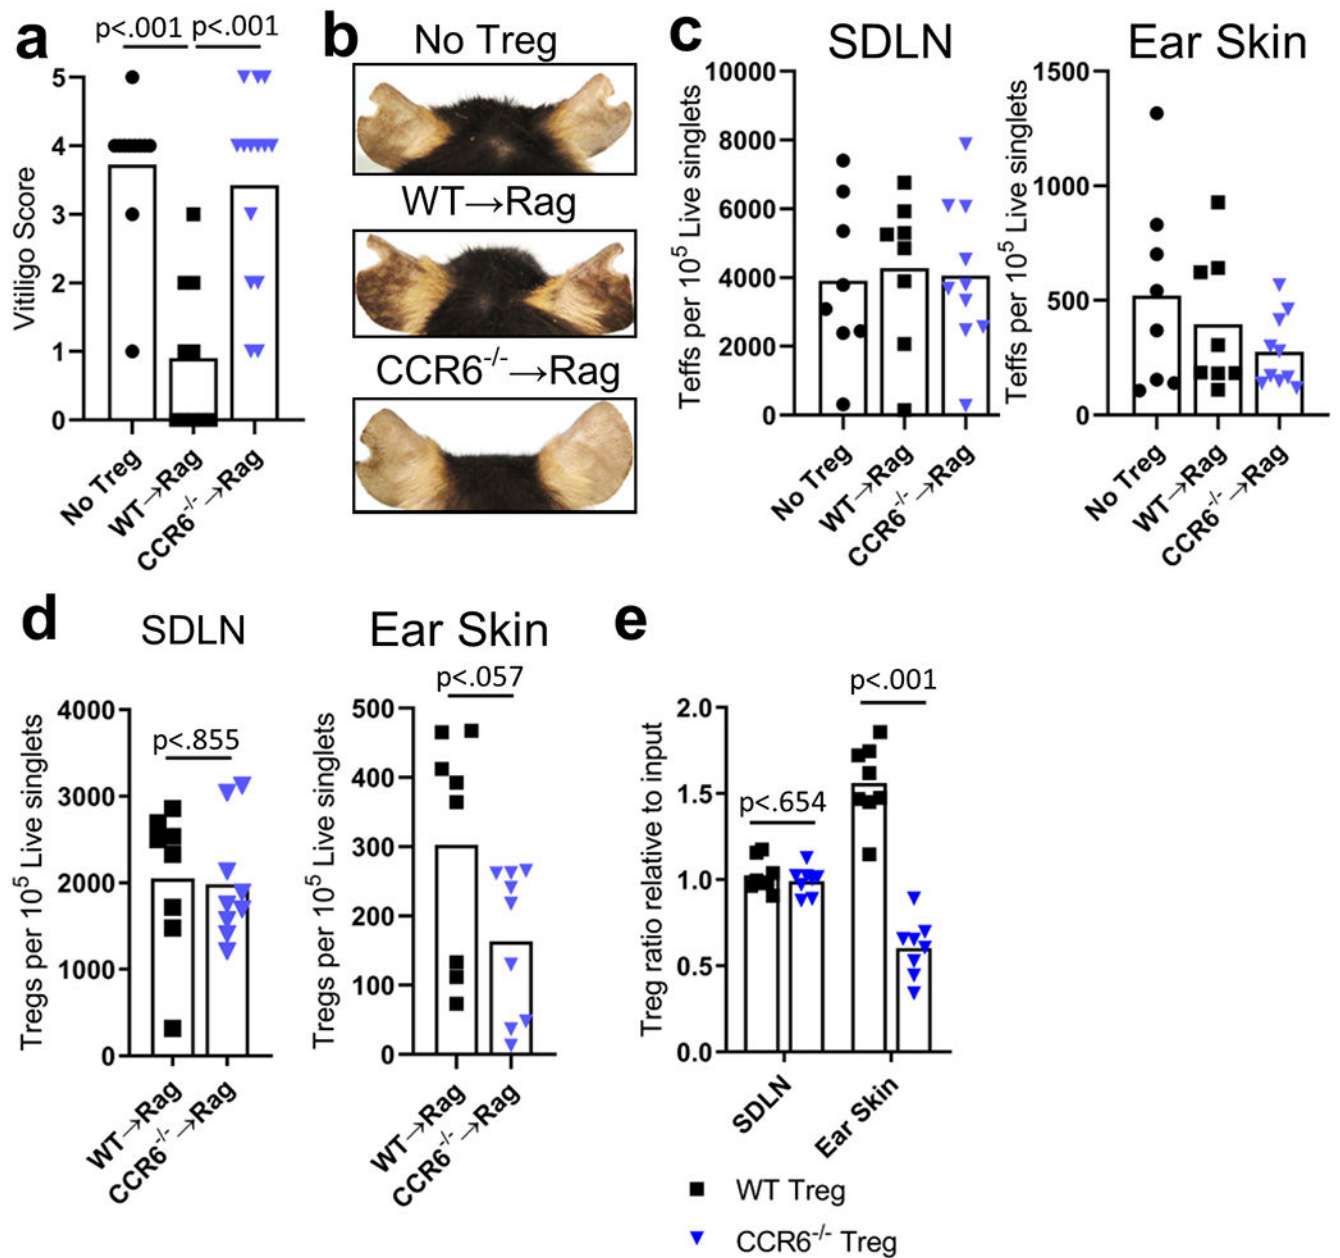 a
p<.001 p<.001
Vitiligo Score
5
4
3
2
1
0
No Treg
WT→Rag
CCR6-/-→Rag
b
No Treg
WT→Rag
CCR6-/-→Rag
c
SDLN
Teffs per 10^5 Live singlets
10000
8000
6000
4000
2000
0
No Treg
WT→Rag
CCR6-/-→Rag
Ear Skin
Teffs per 10^5 Live singlets
1500
1000
500
0
No Treg
WT→Rag
CCR6-/-→Rag
d
SDLN
p<.855
Tregs per 10^5 Live singlets
4000
3000
2000
1000
0
WT→Rag
CCR6-/-→Rag
Ear Skin
p<.057
Tregs per 10^5 Live singlets
500
400
300
200
100
0
WT→Rag
CCR6-/-→Rag
e
p<.001
p<.654
Treg ratio relative to input
2.0
1.5
1.0
0.5
0.0
SDLN
Ear Skin
WT Treg
CCR6-/- Treg